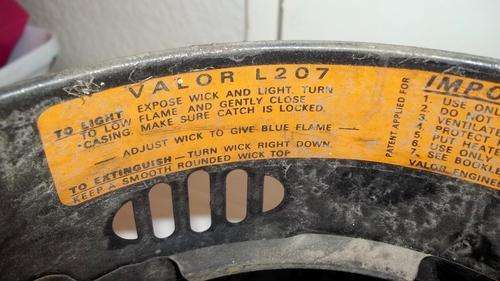 VALOR L207
TO LIGHT EXPOSE WICK AND LIGHT. TURN
TO LOW FLAME AND GENTLY CLOSE
CASING. MAKE SURE CATCH IS LOCKED.
ADJUST WICK TO GIVE BLUE FLAME —
TO EXTINGUISH — TURN WICK RIGHT DOWN.
KEEP A SMOOTH ROUNDED WICK TOP
PATENT APPLIED FOR
IMPO
1. USE ONL
2. DO NOT
3. VENTILAT
4. PROTECT
5. PUT HEATE
6. USE ONLY
7. SEE BOOKLE
VALOR ENGINE